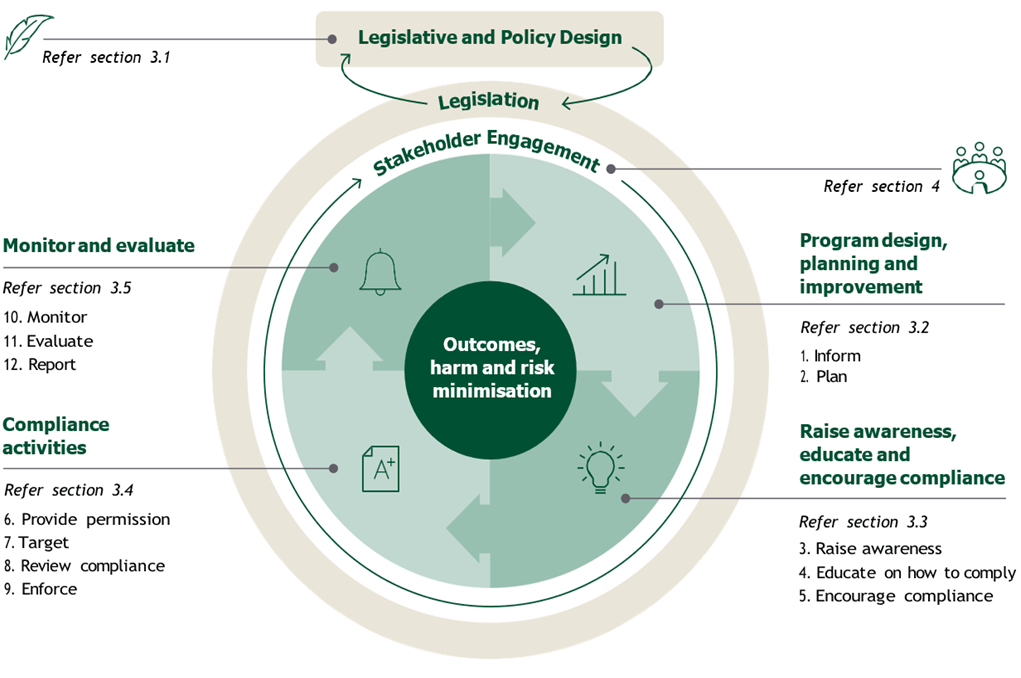 Legislative and Policy Design
Refer section 3.1
Legislation
Stakeholder Engagement
Refer section 4
Monitor and evaluate
Refer section 3.5
10. Monitor
11. Evaluate
12. Report
Program design,
planning and
improvement
Refer section 3.2
1. Inform
2. Plan
Outcomes,
harm and risk
minimisation
Compliance
activities
Refer section 3.4
6. Provide permission
7. Target
8. Review compliance
9. Enforce
A+
Raise awareness,
educate and
encourage compliance
Refer section 3.3
3. Raise awareness
4. Educate on how to comply
5. Encourage compliance